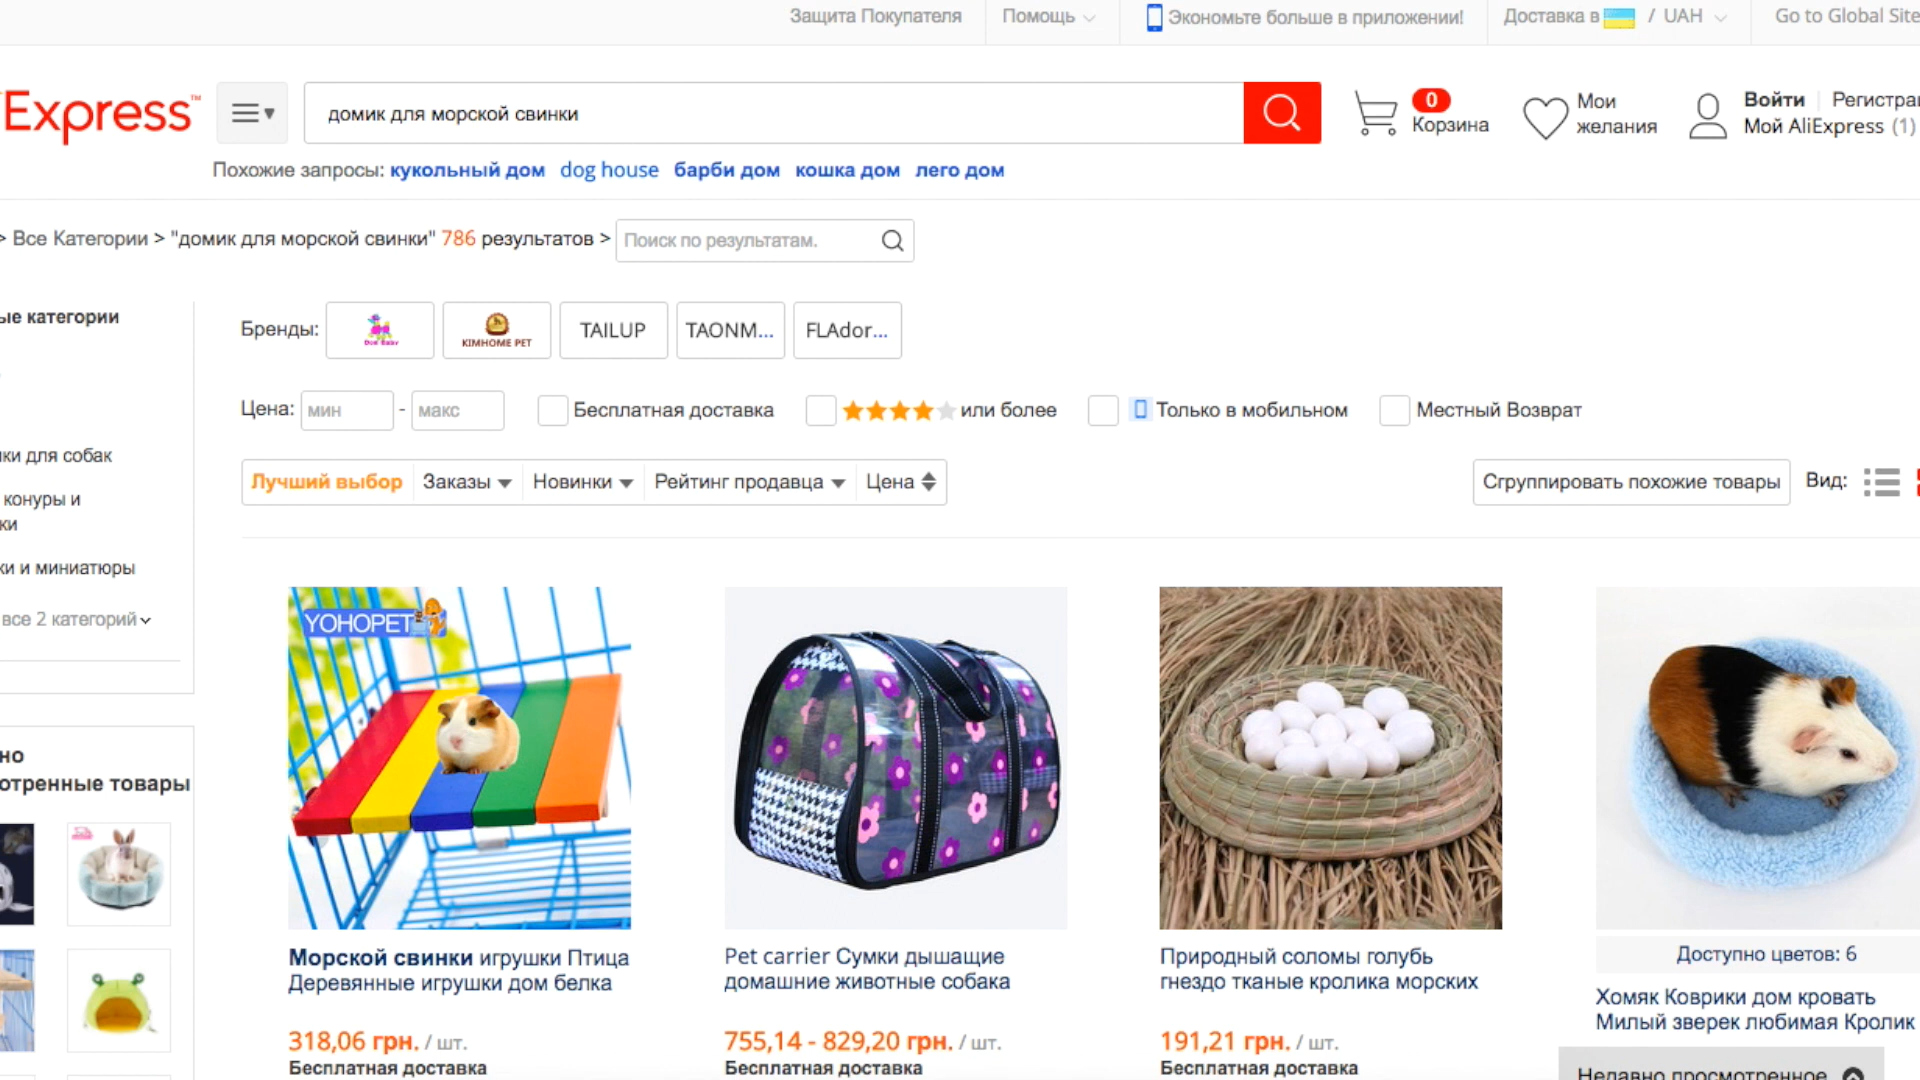 Защита Покупателя
Помощь
Экономьте больше в приложении!
Доставка в / UAH
Go to Global Site
Express™
домик для морской свинки
0
Корзина
Мои желания
Войти
Мой AliExpress (1)
Похожие запросы: кукольный дом dog house барби дом кошка дом лего дом
> Все Категории > "домик для морской свинки" 786 результатов >
Поиск по результатам.
ые категории
ки для собак
конуры и
ки
ки и миниатюры
все 2 категорий
но
отренные товары
Бренды:
KIMHOME PET
TAILUP
TAONM...
FLAdor...
Цена: мин - макс
Бесплатная доставка
или более
Только в мобильном
Местный Возврат
Лучший выбор
Заказы
Новинки
Рейтинг продавца
Цена
Сгруппировать похожие товары
Вид:
YOHOPET
Морской свинки игрушки Птица
Деревянные игрушки дом белка
318,06 грн. / шт.
Бесплатная доставка
Pet carrier Сумки дышащие
домашние животные собака
755,14 - 829,20 грн. / шт.
Бесплатная доставка
Природный соломы голубь
гнездо тканые кролика морских
191,21 грн. / шт.
Бесплатная доставка
Доступно цветов: 6
Хомяк Коврики дом кровать
Милый зверек любимая Кролик
Недавно просмотренное